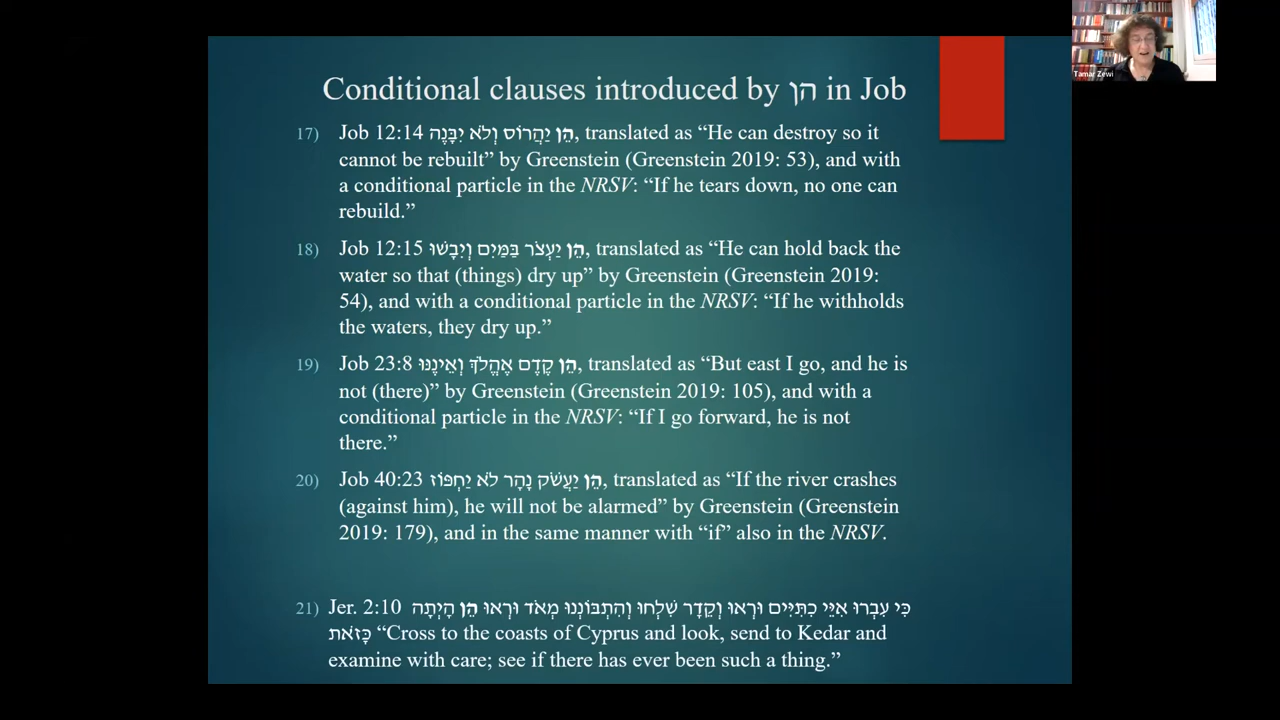 Conditional clauses introduced by הן in Job
17) Job 12:14 הֵן יַהֲרוֹס וְלֹא יִבָּנֶה, translated as “He can destroy so it
cannot be rebuilt” by Greenstein (Greenstein 2019: 53), and with
a conditional particle in the NRSV: “If he tears down, no one can
rebuild.”
18) Job 12:15 הֵן יַעְצֹר בַּמַּיִם וְיִבָשׁוּ, translated as “He can hold back the
water so that (things) dry up” by Greenstein (Greenstein 2019:
54), and with a conditional particle in the NRSV: “If he withholds
the waters, they dry up.”
19) Job 23:8 הֵן קֶדֶם אֶהֱלֹךְ וְאֵינֶנּוּ, translated as “But east I go, and he is
not (there)” by Greenstein (Greenstein 2019: 105), and with a
conditional particle in the NRSV: “If I go forward, he is not
there.”
20) Job 40:23 הֵן יַעֲשֹׁק נָהָר לֹא יַחְפּוֹז, translated as “If the river crashes
(against him), he will not be alarmed” by Greenstein (Greenstein
2019: 179), and in the same manner with “if” also in the NRSV.
21) Jer. 2:10 כִּי עִבְרוּ אִיֵּי כִתִּיִּים וּרְאוּ וְקֵדָר שִׁלְחוּ וְהִתְבּוֹנְנוּ מְאֹד וּרְאוּ הֵן הָיְתָה
כָּזֹאת “Cross to the coasts of Cyprus and look, send to Kedar and
examine with care; see if there has ever been such a thing.”
Tamar Zewi